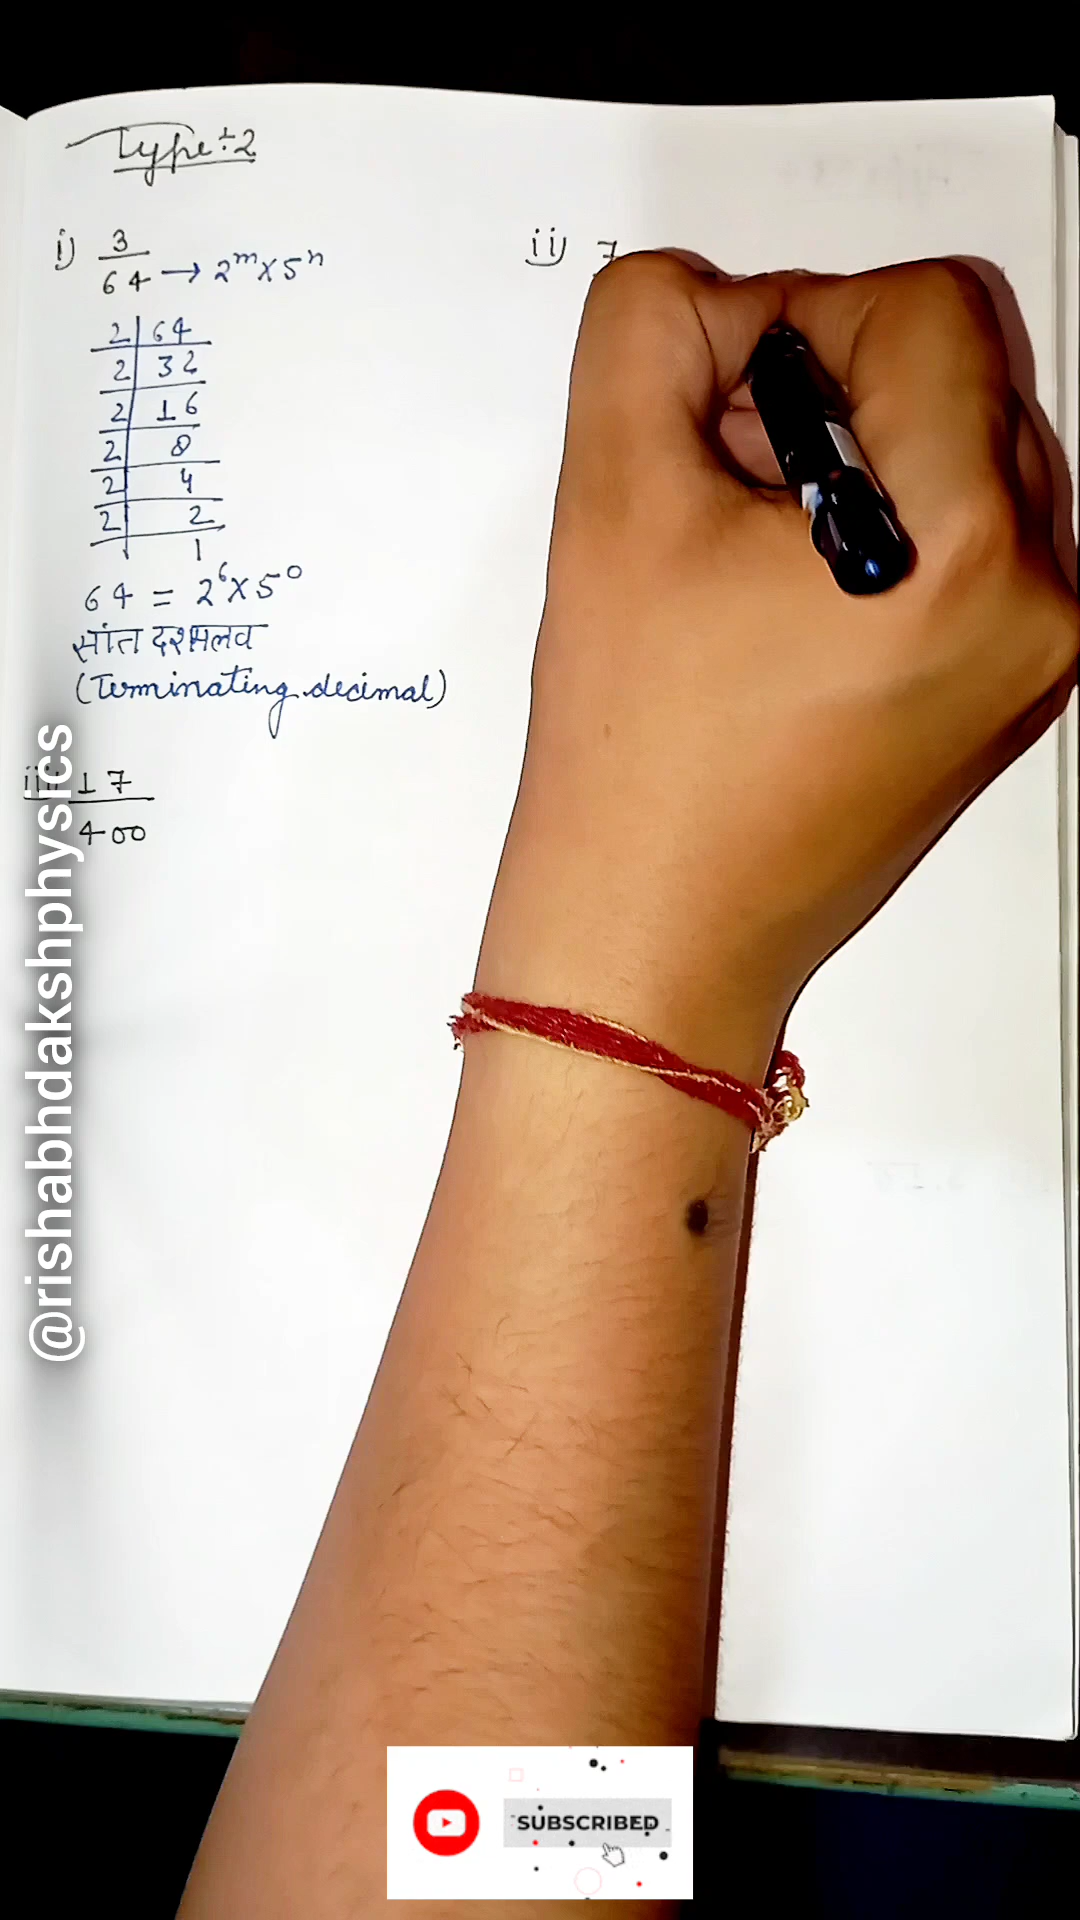 Type÷2
i) 3/64 → 2^m x 5^n
2 | 64
2 | 32
2 | 16
2 | 8
2 | 4
2 | 2
1
64 = 2^6 x 5^0
सांत दशमलव
(Terminating decimal)
ii) 7
iii) 17/400
@rishabhdakshphysics
SUBSCRIBED